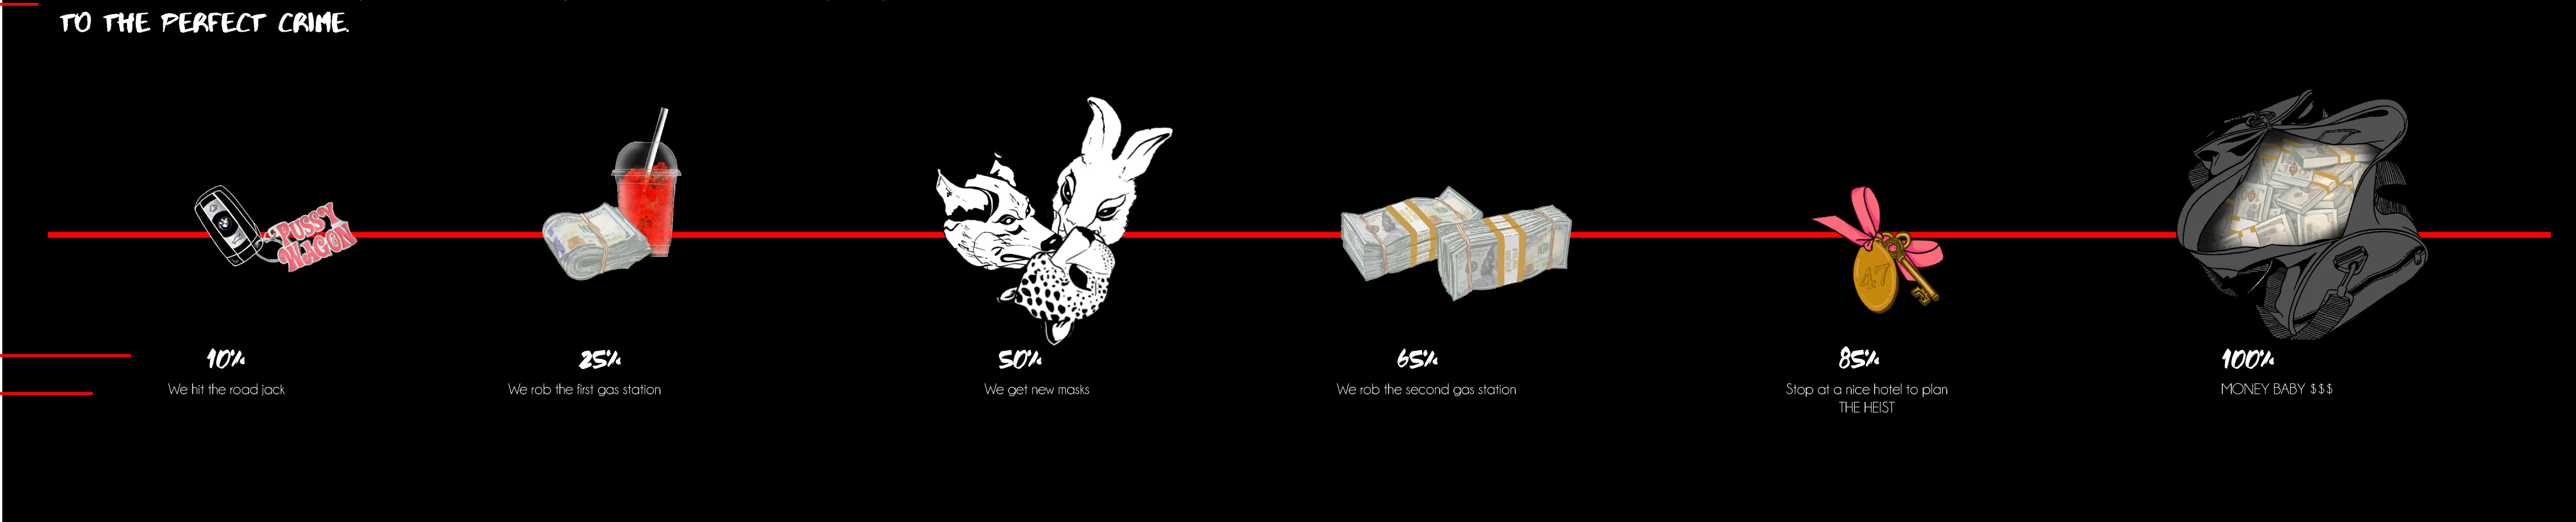 TO THE PERFECT CRIME.
PUSSY
WAGON
47
10%
We hit the road jack
25%
We rob the first gas station
50%
We get new masks
65%
We rob the second gas station
85%
Stop at a nice hotel to plan
THE HEIST
100%
MONEY BABY $$$